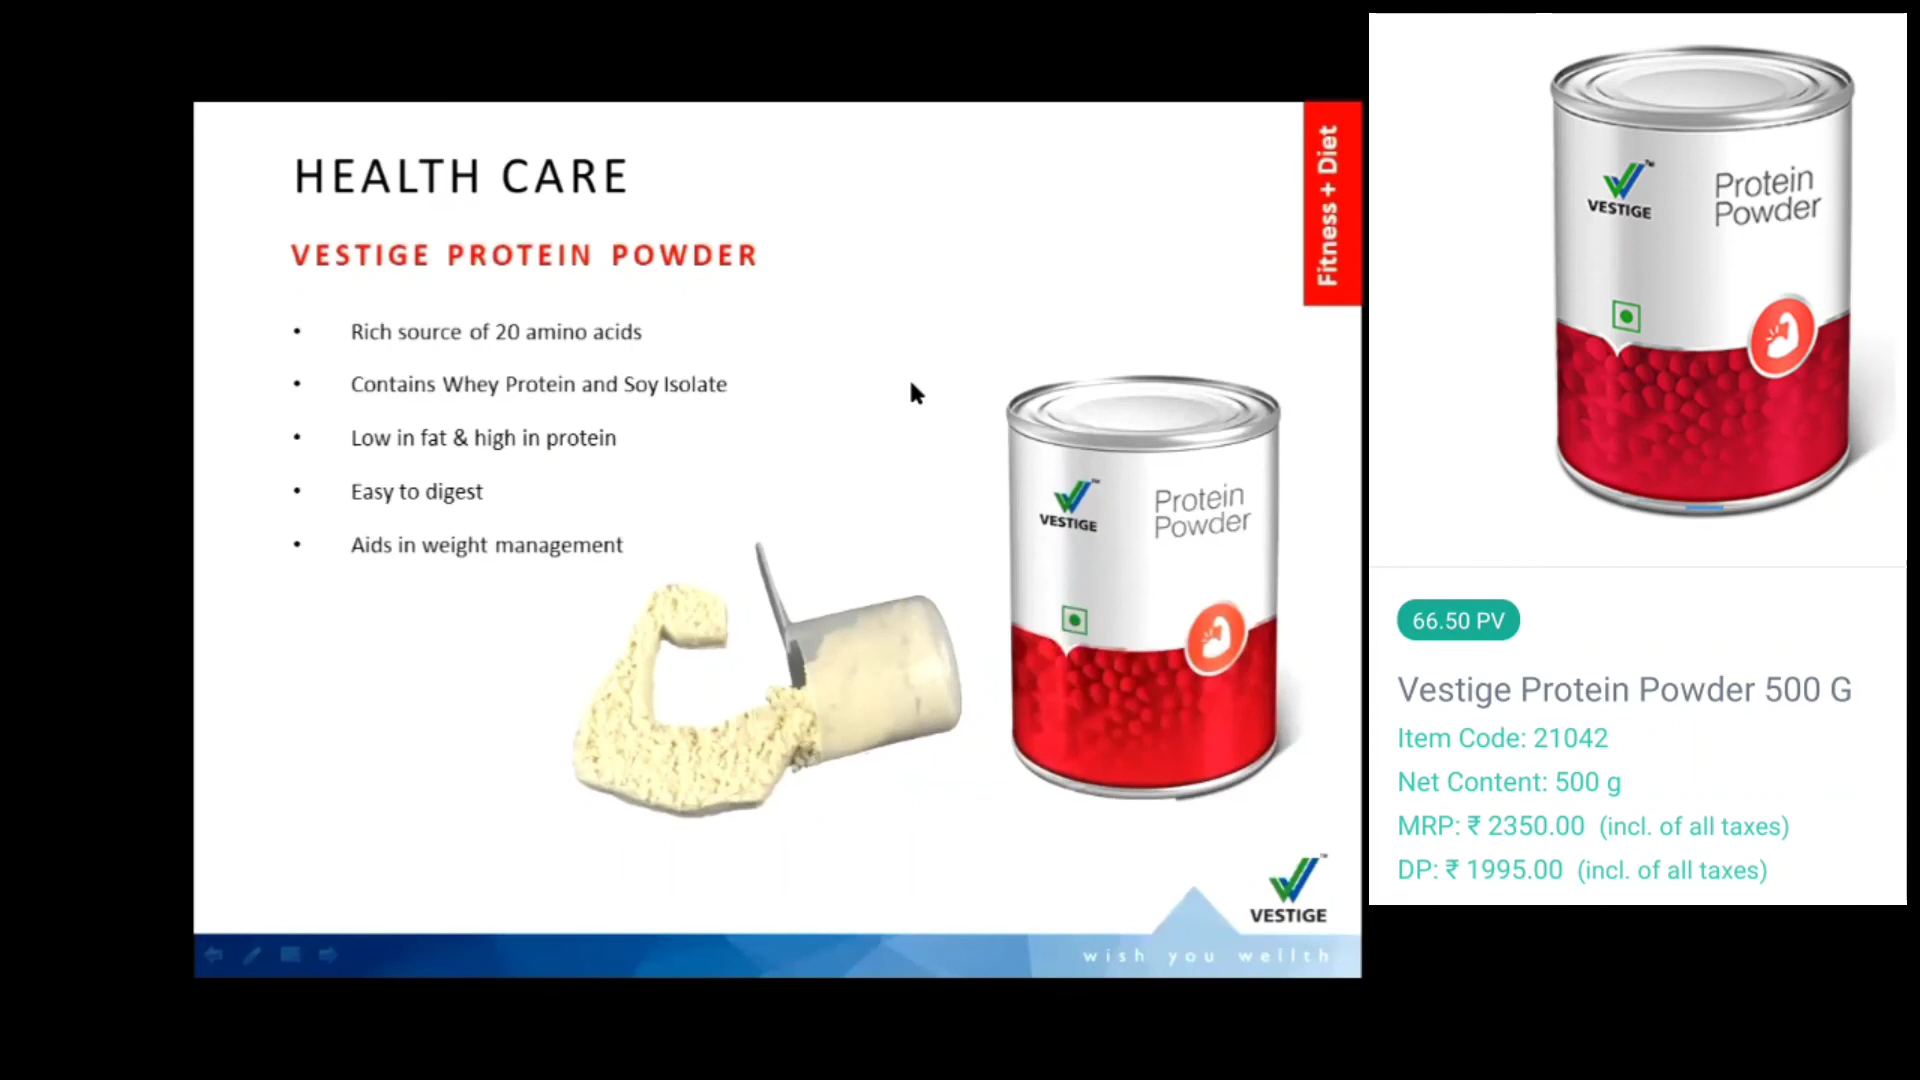 HEALTH CARE
VESTIGE PROTEIN POWDER
• Rich source of 20 amino acids
• Contains Whey Protein and Soy Isolate
• Low in fat & high in protein
• Easy to digest
• Aids in weight management
Fitness + Diet
VESTIGE
Protein
Powder
VESTIGE
wish you wellth
VESTIGE
Protein
Powder
66.50 PV
Vestige Protein Powder 500 G
Item Code: 21042
Net Content: 500 g
MRP: ₹ 2350.00 (incl. of all taxes)
DP: ₹ 1995.00 (incl. of all taxes)